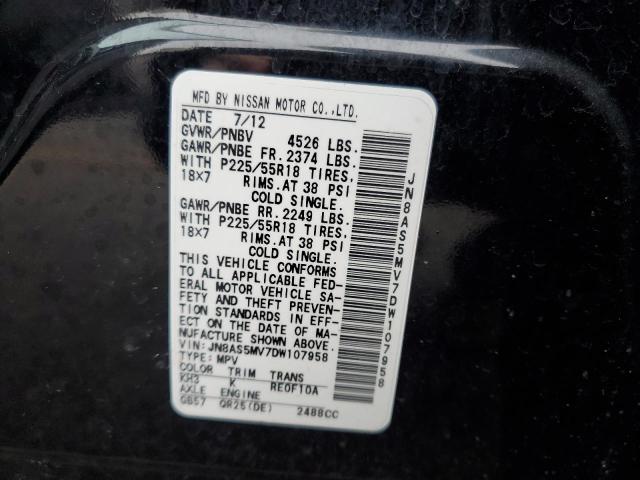 MFD BY NISSAN MOTOR CO.,LTD.
DATE 7/12
GVWR/PNBV 4526 LBS.
GAWR/PNBE FR. 2374 LBS.
WITH P225/55R18 TIRES.
18X7 RIMS.AT 38 PSI
COLD SINGLE.
GAWR/PNBE RR. 2249 LBS.
WITH P225/55R18 TIRES.
18X7 RIMS.AT 38 PSI
COLD SINGLE.
THIS VEHICLE CONFORMS
TO ALL APPLICABLE FED-
ERAL MOTOR VEHICLE SA-
FETY AND THEFT PREVEN-
TION STANDARDS IN EFF-
ECT ON THE DATE OF MA-
NUFACTURE SHOWN ABOVE.
VIN: JN8AS5MV7DW107958
TYPE: MPV
COLOR TRIM TRANS
KH3 K RE0F10A
AXLE ENGINE
GB57 QR25(DE) 2488CC
JN8AS5MV7DW107958